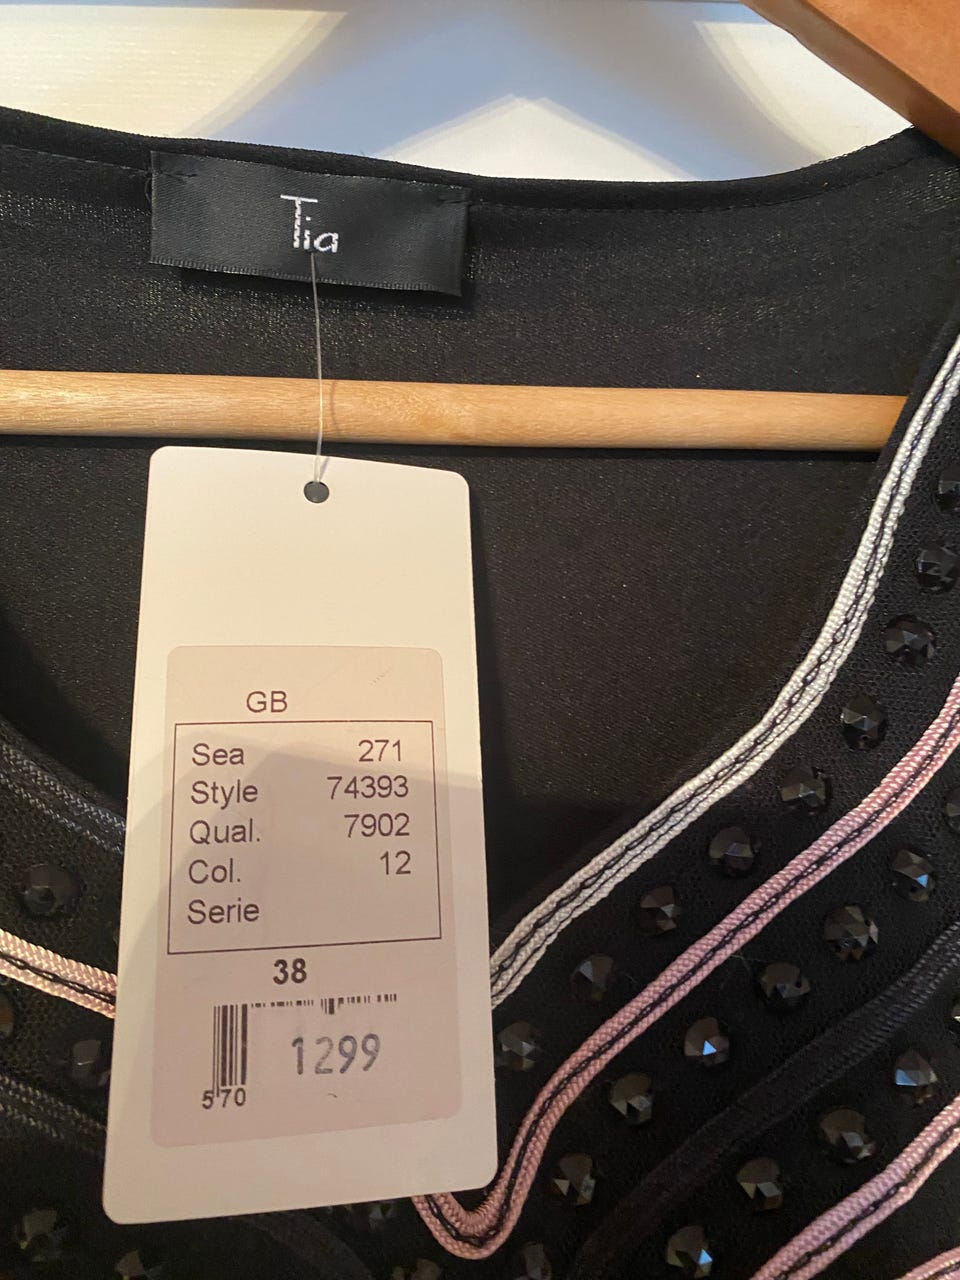 Tia
GB
Sea 271
Style 74393
Qual. 7902
Col. 12
Serie
38
1299
570